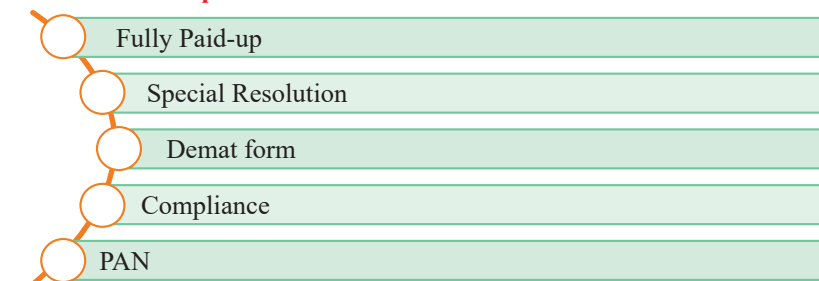 Fully Paid-up
Special Resolution
Demat form
Compliance
PAN